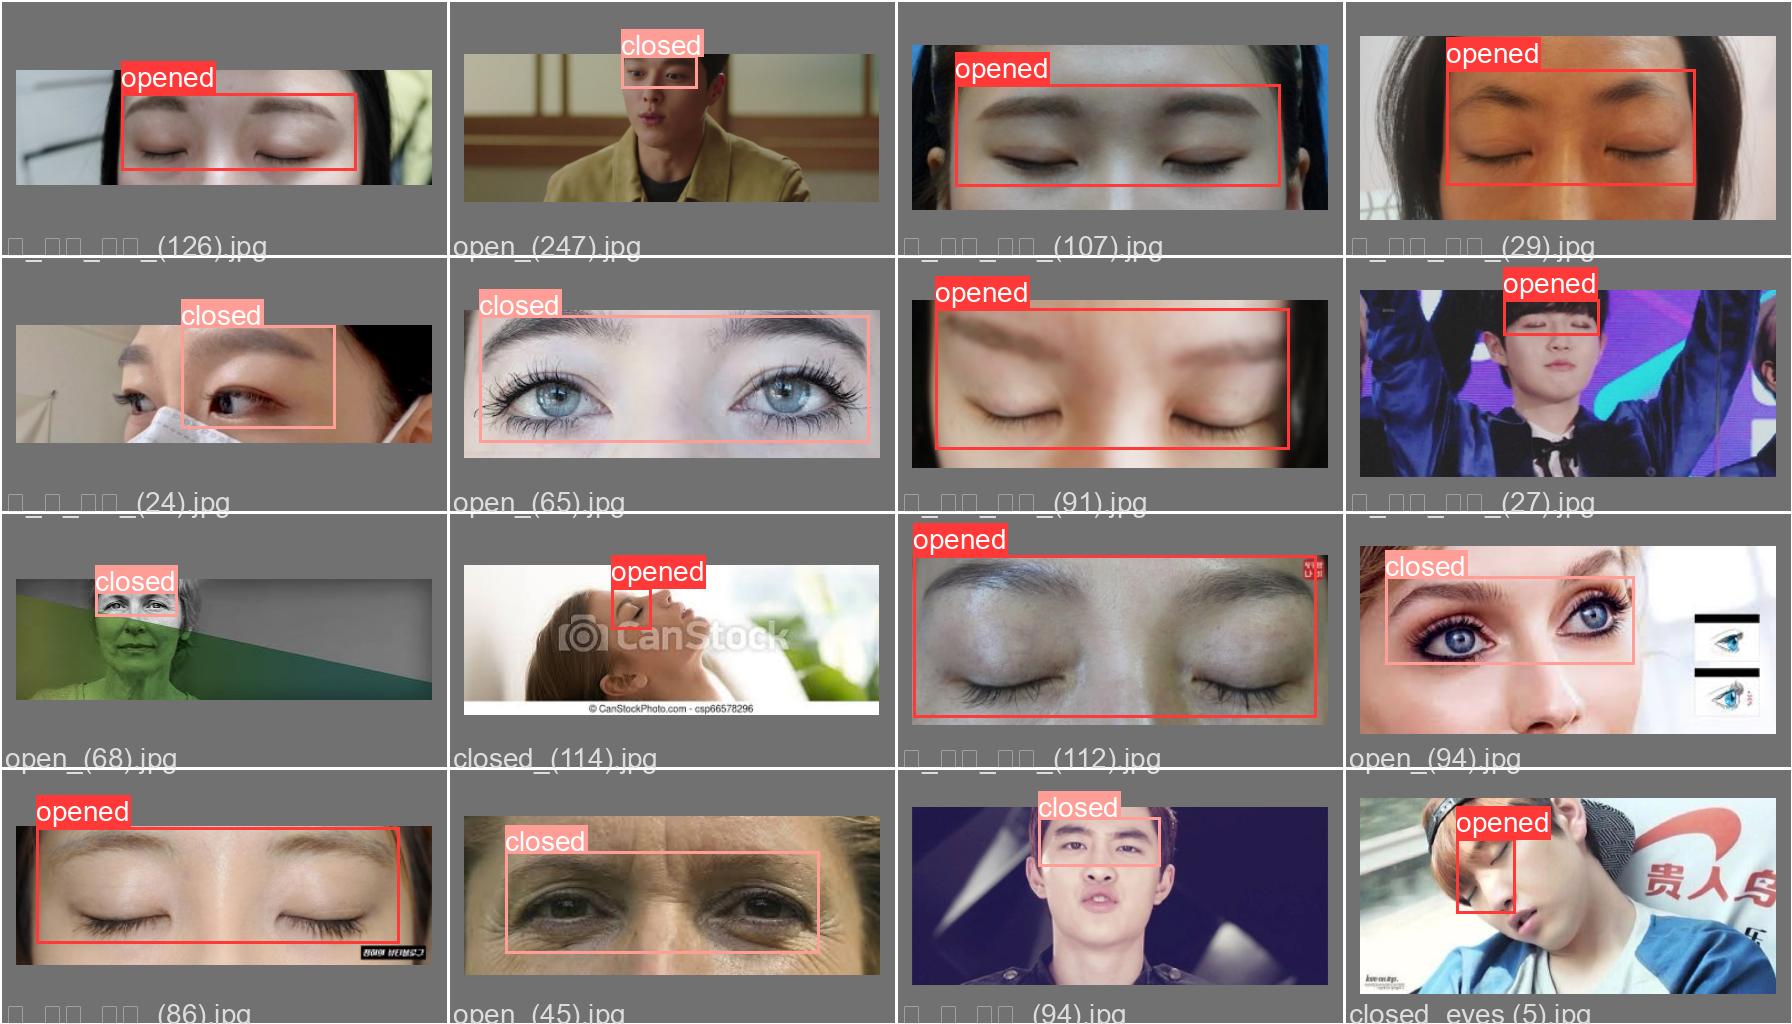 opened
closed
opened
opened
_(126).jpg
open_(247).jpg
_(107).jpg
_(29).jpg
closed
closed
opened
opened
_(24).jpg
open_(65).jpg
_(91).jpg
_(27).jpg
closed
opened
opened
closed
CanStock
© CanStockPhoto.com - csp66578296
open_(68).jpg
closed_(114).jpg
_(112).jpg
open_(94).jpg
opened
closed
closed
opened
贵人鸟
_(86).jpg
open_(45).jpg
_(94).jpg
closed_eyes (5).jpg